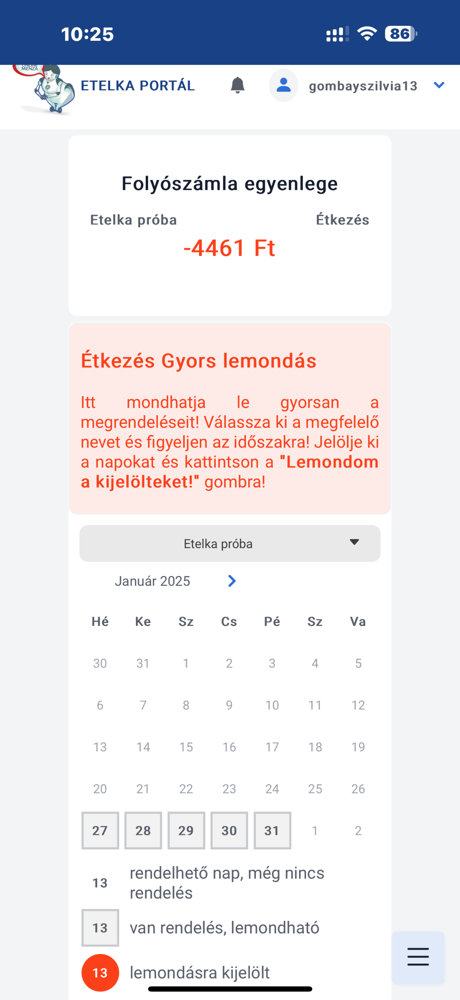 10:25
86
ONLINE
MENZA
@
ETELKA PORTÁL
gombayszilvia13
Folyószámla egyenlege
Etelka próba Étkezés
-4461 Ft
Étkezés Gyors lemondás
Itt mondhatja le gyorsan a
megrendeléseit! Válassza ki a megfelelő
nevet és figyeljen az időszakra! Jelölje ki
a napokat és kattintson a "Lemondom
a kijelölteket!" gombra!
Etelka próba
Január 2025
Hé Ke Sz Cs Pé Sz Va
30 31 1 2 3 4 5
6 7 8 9 10 11 12
13 14 15 16 17 18 19
20 21 22 23 24 25 26
27 28 29 30 31 1 2
13 rendelhető nap, még nincs
rendelés
13 van rendelés, lemondható
13 lemondásra kijelölt